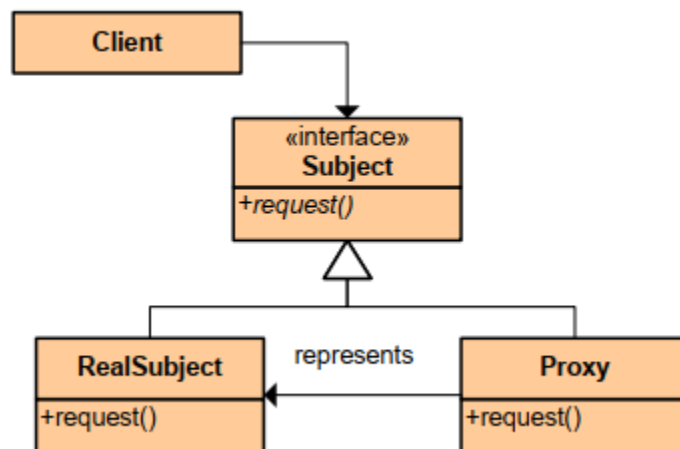 Client
«interface»
Subject
+request()
represents
RealSubject
+request()
Proxy
+request()